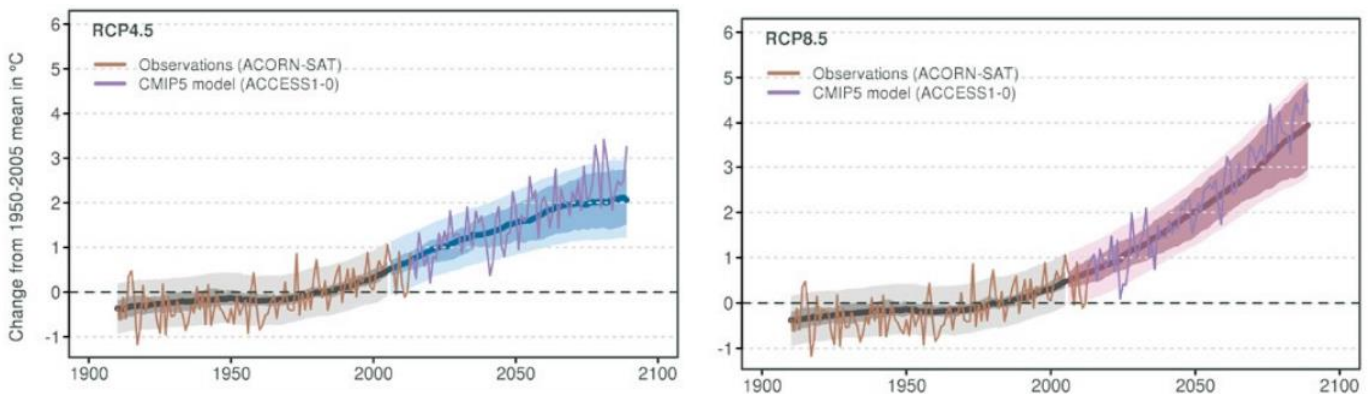 RCP4.5
Observations (ACORN-SAT)
CMIP5 model (ACCESS1-0)
Change from 1950-2005 mean in °C
6
5
4
3
2
1
0
-1
1900 1950 2000 2050 2100
RCP8.5
Observations (ACORN-SAT)
CMIP5 model (ACCESS1-0)
6
5
4
3
2
1
0
-1
1900 1950 2000 2050 2100